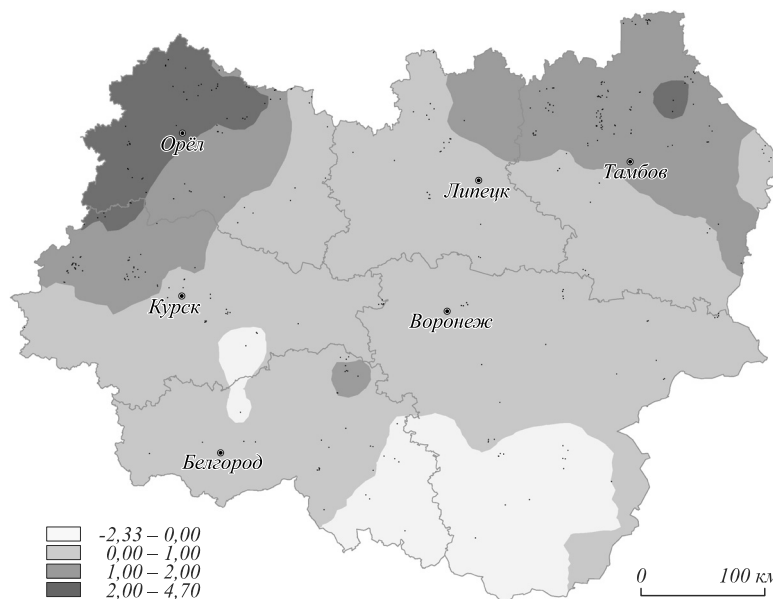 Орёл
Тамбов
Липецк
Курск
Воронеж
Белгород
-2,33 – 0,00
0,00 – 1,00
1,00 – 2,00
2,00 – 4,70
0 100 км